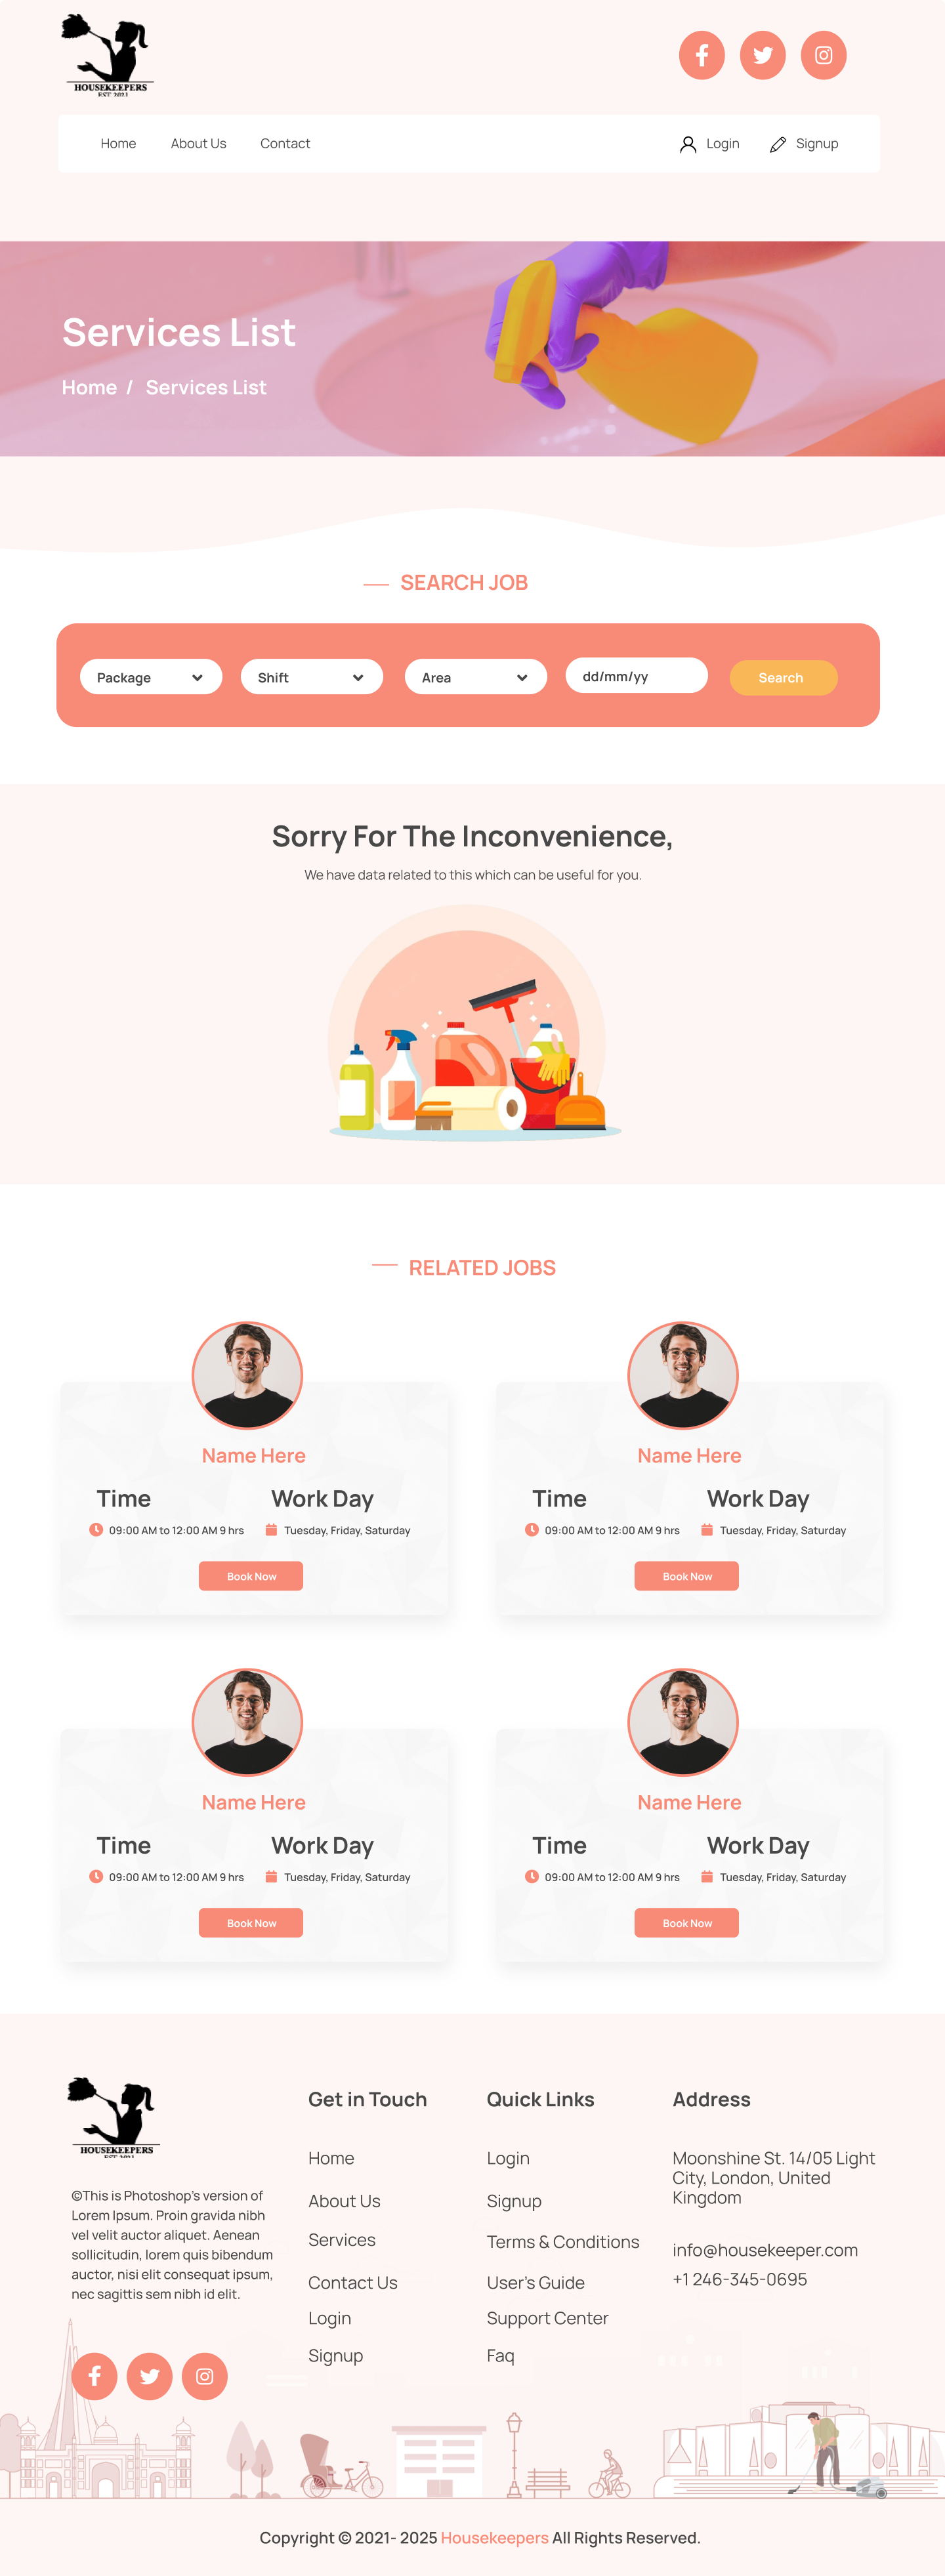 HOUSEKEEPERS
EST 2021
Home About Us Contact Login Signup
Services List
Home / Services List
SEARCH JOB
Package Shift Area dd/mm/yy Search
Sorry For The Inconvenience,
We have data related to this which can be useful for you.
RELATED JOBS
Name Here
Time Work Day
09:00 AM to 12:00 AM 9 hrs Tuesday, Friday, Saturday
Book Now
Name Here
Time Work Day
09:00 AM to 12:00 AM 9 hrs Tuesday, Friday, Saturday
Book Now
Name Here
Time Work Day
09:00 AM to 12:00 AM 9 hrs Tuesday, Friday, Saturday
Book Now
Name Here
Time Work Day
09:00 AM to 12:00 AM 9 hrs Tuesday, Friday, Saturday
Book Now
HOUSEKEEPERS
EST 2021
©This is Photoshop's version of
Lorem Ipsum. Proin gravida nibh
vel velit auctor aliquet. Aenean
sollicitudin, lorem quis bibendum
auctor, nisi elit consequat ipsum,
nec sagittis sem nibh id elit.
Get in Touch
Home
About Us
Services
Contact Us
Login
Signup
Quick Links
Login
Signup
Terms & Conditions
User's Guide
Support Center
Faq
Address
Moonshine St. 14/05 Light
City, London, United
Kingdom
info@housekeeper.com
+1 246-345-0695
Copyright © 2021- 2025 Housekeepers All Rights Reserved.